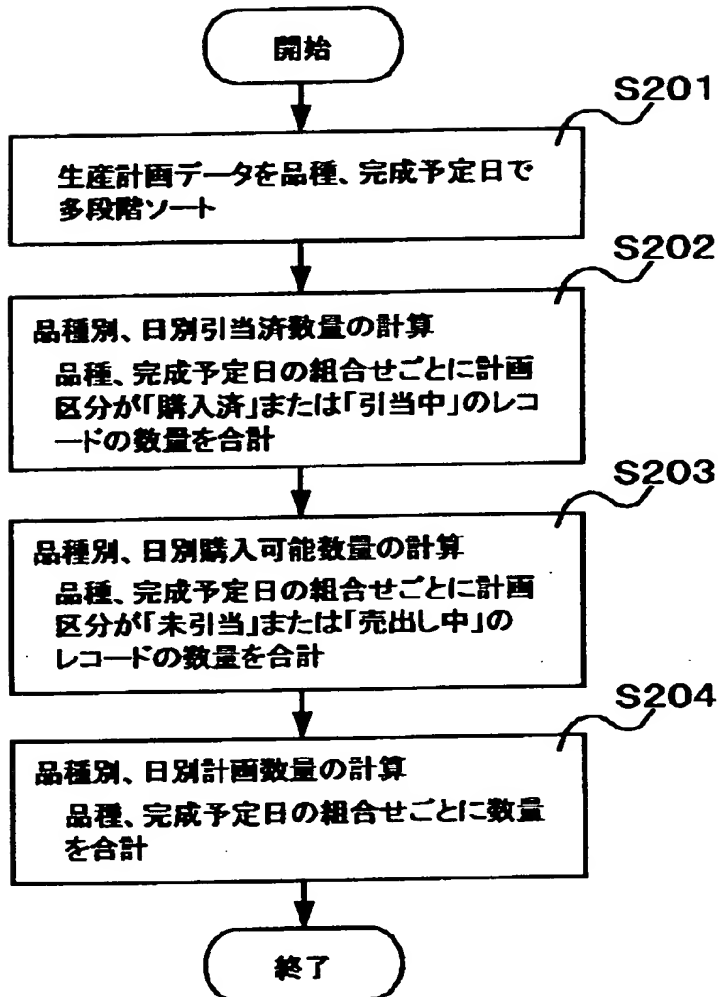 開始
S201
生産計画データを品種、完成予定日で
多段階ソート
S202
品種別、日別引当済数量の計算
品種、完成予定日の組合せごとに計画
区分が「購入済」または「引当中」のレコ
ードの数量を合計
S203
品種別、日別購入可能数量の計算
品種、完成予定日の組合せごとに計画
区分が「未引当」または「売出し中」の
レコードの数量を合計
S204
品種別、日別計画数量の計算
品種、完成予定日の組合せごとに数量
を合計
終了